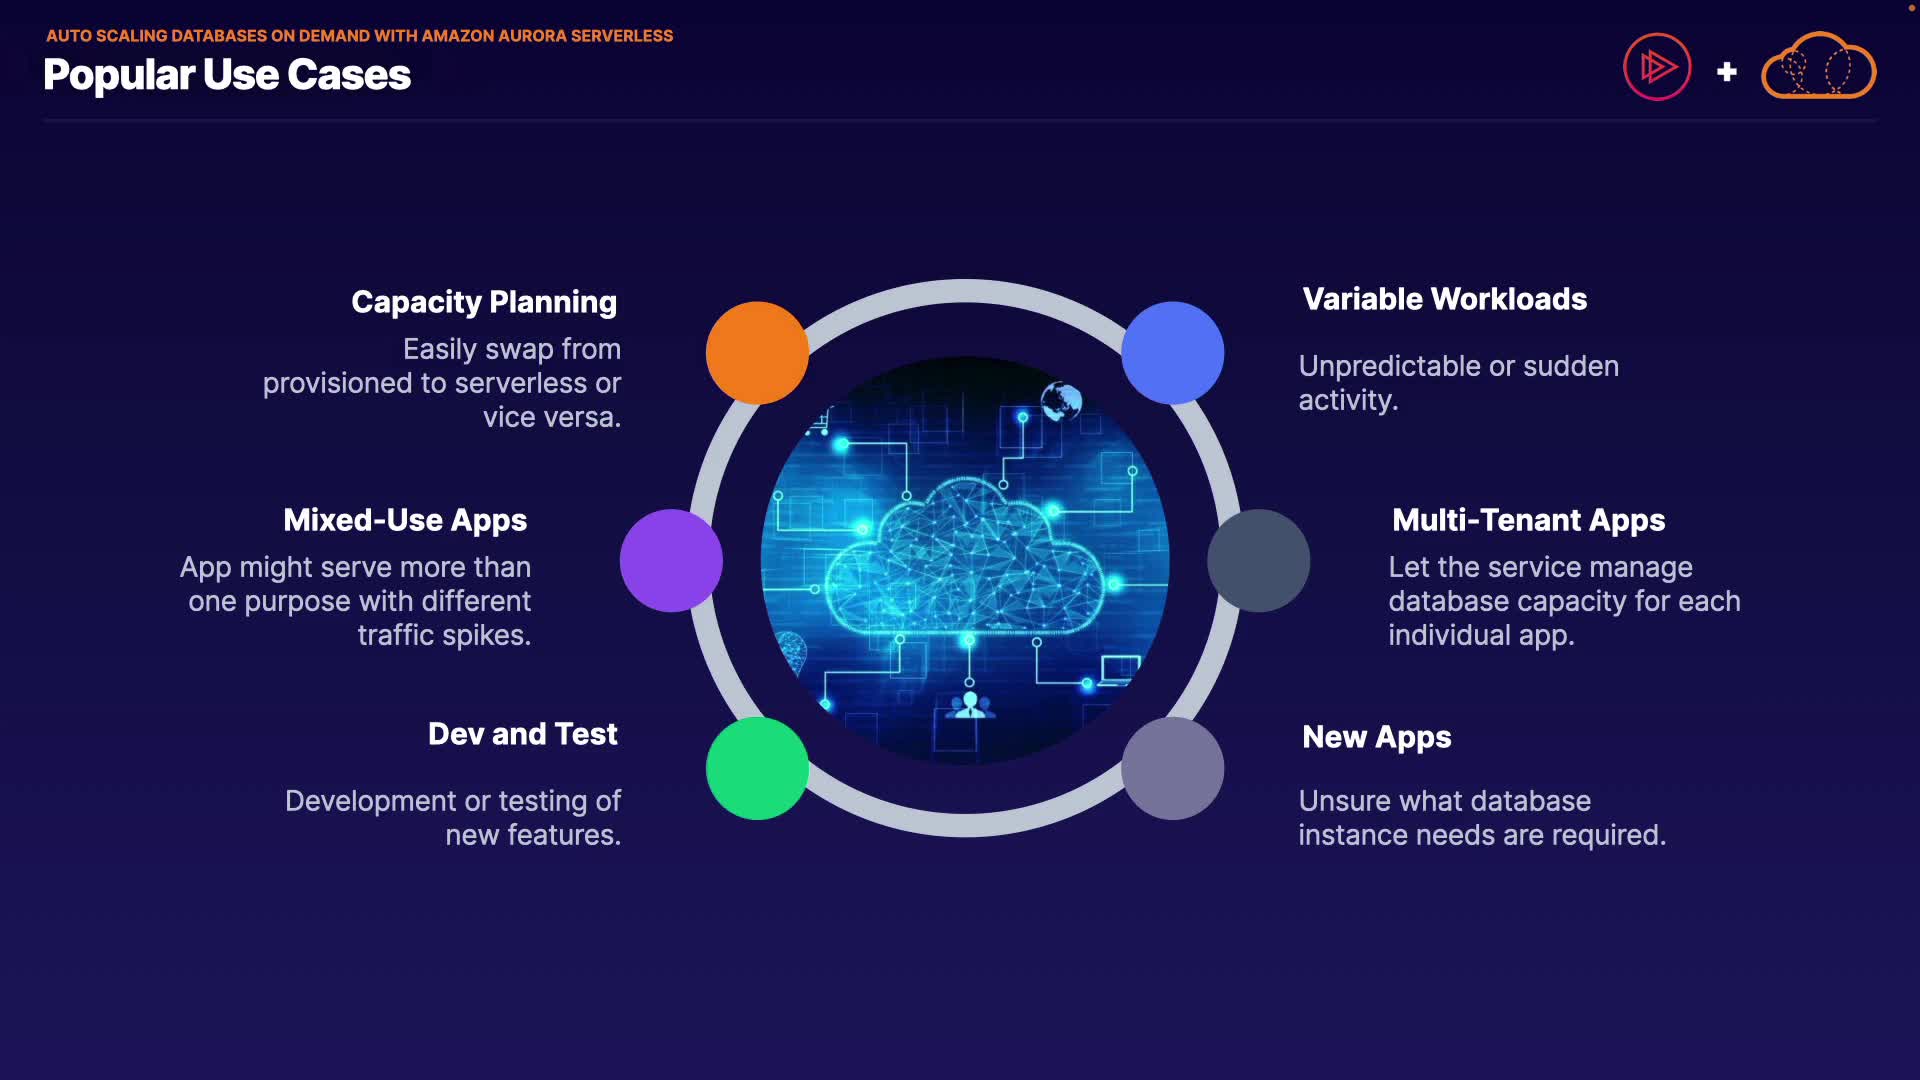 AUTO SCALING DATABASES ON DEMAND WITH AMAZON AURORA SERVERLESS
Popular Use Cases
Capacity Planning
Easily swap from
provisioned to serverless or
vice versa.
Variable Workloads
Unpredictable or sudden
activity.
Mixed-Use Apps
App might serve more than
one purpose with different
traffic spikes.
Multi-Tenant Apps
Let the service manage
database capacity for each
individual app.
Dev and Test
Development or testing of
new features.
New Apps
Unsure what database
instance needs are required.